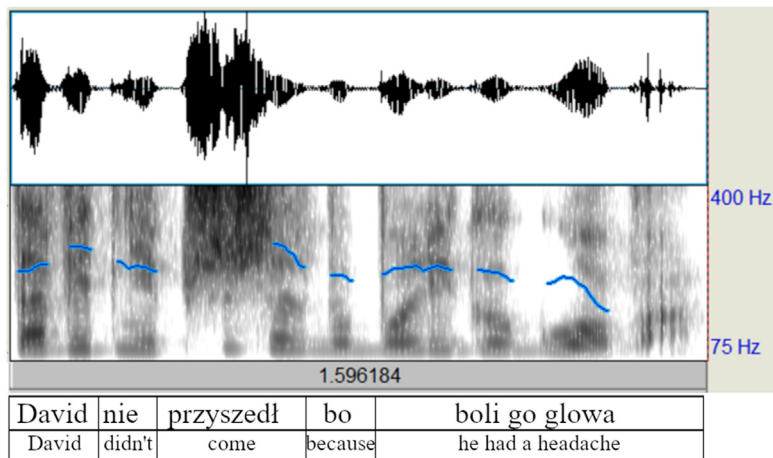 400 Hz
75 Hz
1.596184
David nie przyszedł bo boli go glowa
David didn't come because he had a headache